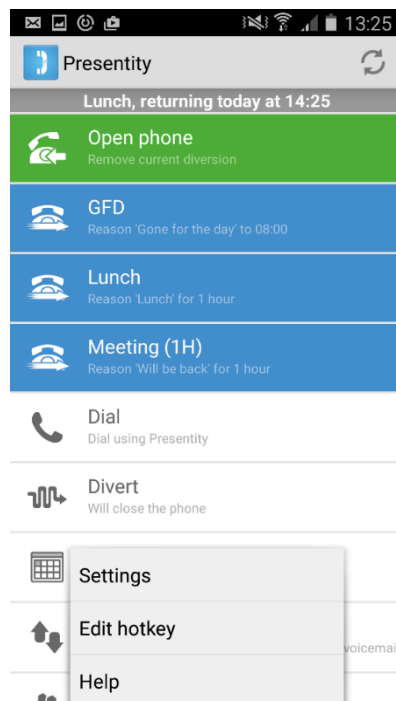 13:25
Presentity
Lunch, returning today at 14:25
Open phone
Remove current diversion
GFD
Reason 'Gone for the day' to 08:00
Lunch
Reason 'Lunch' for 1 hour
Meeting (1H)
Reason 'Will be back' for 1 hour
Dial
Dial using Presentity
Divert
Will close the phone
Settings
Edit hotkey
voicemai
Help